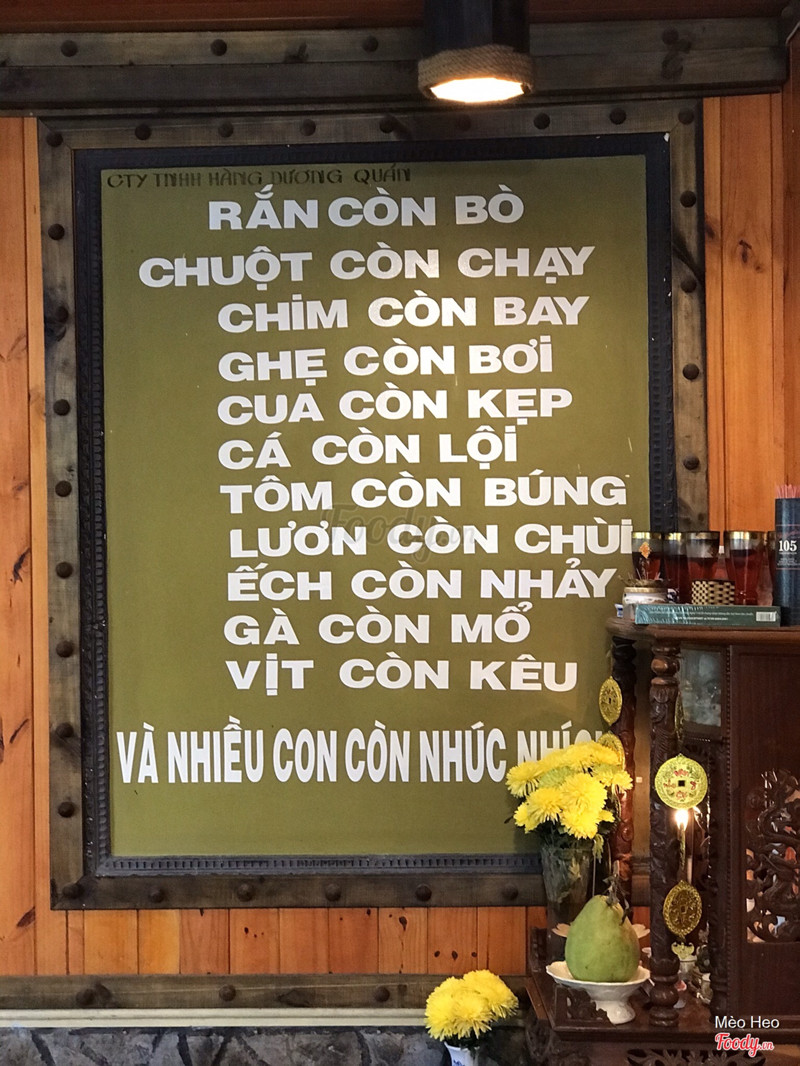 CTY TNHH HÀNG DƯƠNG QUÁN
RẮN CÒN BÒ
CHUỘT CÒN CHẠY
CHIM CÒN BAY
GHẸ CÒN BƠI
CUA CÒN KẸP
CÁ CÒN LỘI
TÔM CÒN BÚNG
LƯƠN CÒN CHÙI
ẾCH CÒN NHẢY
GÀ CÒN MỔ
VỊT CÒN KÊU
VÀ NHIỀU CON CÒN NHÚC
105
Foody.vn
Mèo Heo
Foody.vn